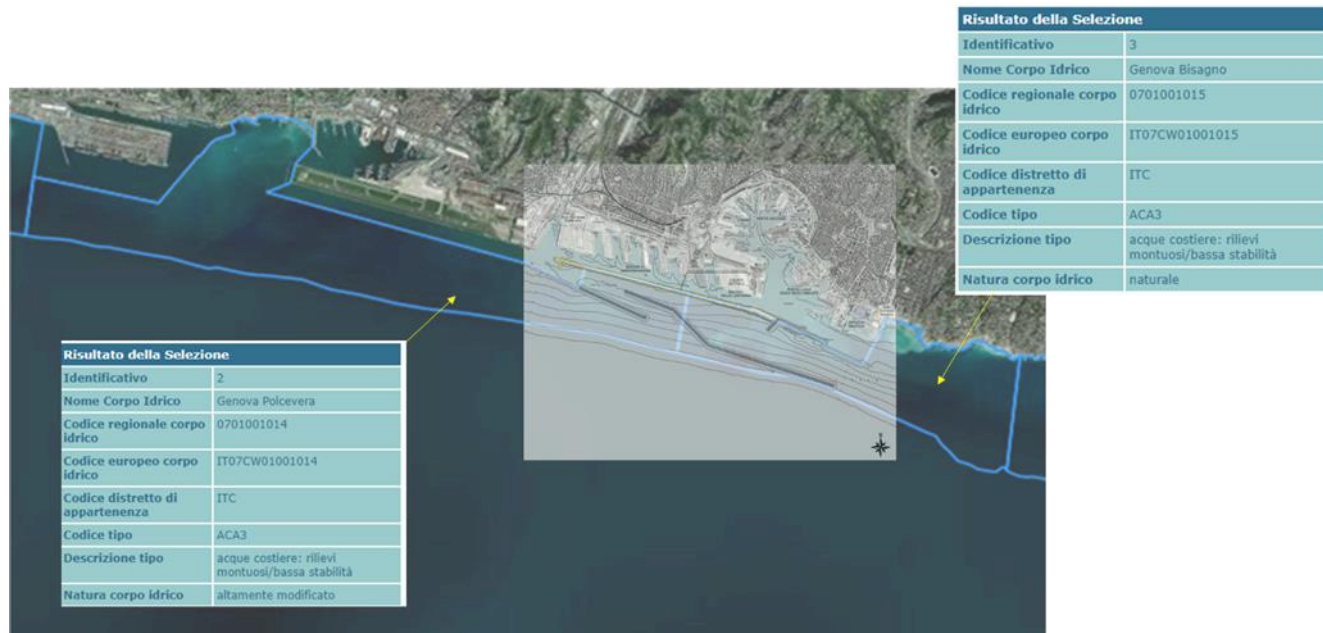 Risultato della Selezione
Identificativo 3
Nome Corpo Idrico Genova Bisagno
Codice regionale corpo 0701001015
idrico
Codice europeo corpo IT07CW01001015
idrico
Codice distretto di ITC
appartenenza
Codice tipo ACA3
Descrizione tipo acque costiere: rilievi
montuosi/bassa stabilità
Natura corpo idrico naturale
Risultato della Selezione
Identificativo 2
Nome Corpo Idrico Genova Polcevera
Codice regionale corpo 0701001014
idrico
Codice europeo corpo IT07CW01001014
idrico
Codice distretto di ITC
appartenenza
Codice tipo ACA3
Descrizione tipo acque costiere: rilievi
montuosi/bassa stabilità
Natura corpo idrico altamente modificato